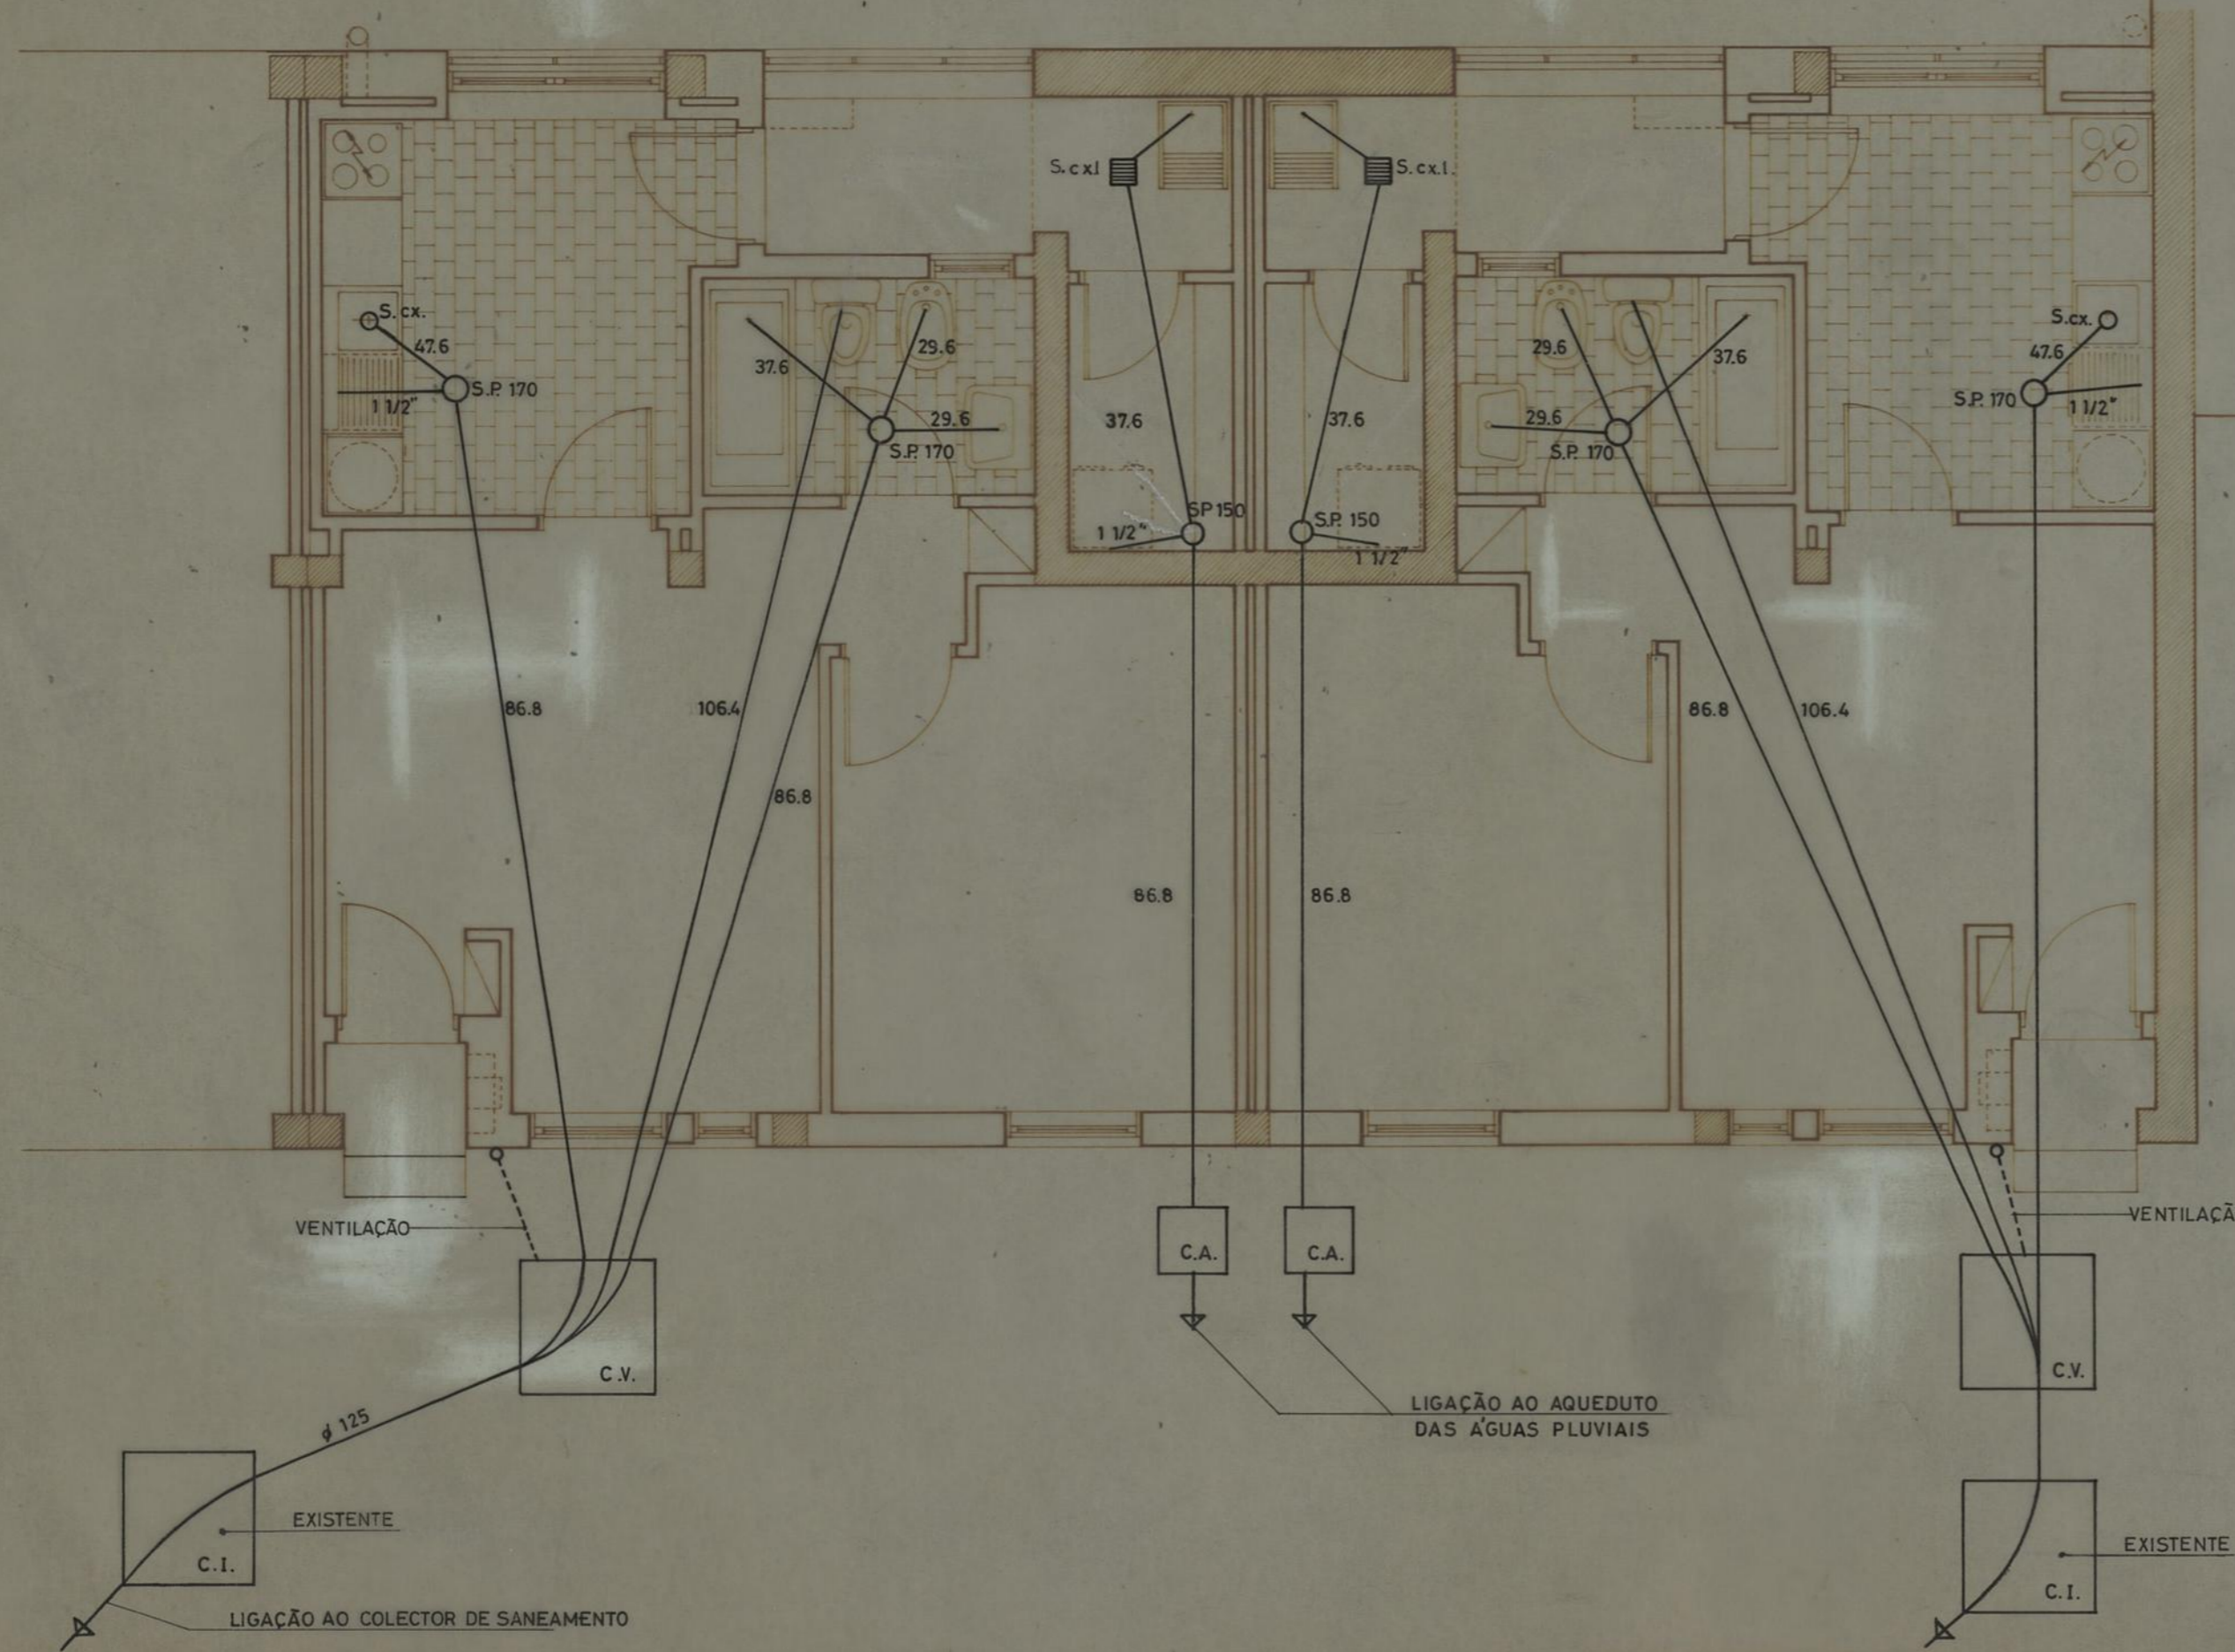 S.cx.l
S.cx.l.
S.cx.
47.6
S.P. 170
1 1/2"
37.6
29.6
29.6
S.P. 170
37.6
37.6
SP 150
1 1/2"
S.P. 150
1 1/2"
29.6
37.6
29.6
S.P. 170
S.cx.
47.6
S.P. 170
1 1/2"
86.8
106.4
86.8
86.8
86.8
86.8
106.4
VENTILAÇÃO
VENTILAÇÃ
C.A.
C.A.
C.V.
C.V.
LIGAÇÃO AO AQUEDUTO
DAS ÁGUAS PLUVIAIS
ø 125
EXISTENTE
C.I.
EXISTENTE
C.I.
LIGAÇÃO AO COLECTOR DE SANEAMENTO